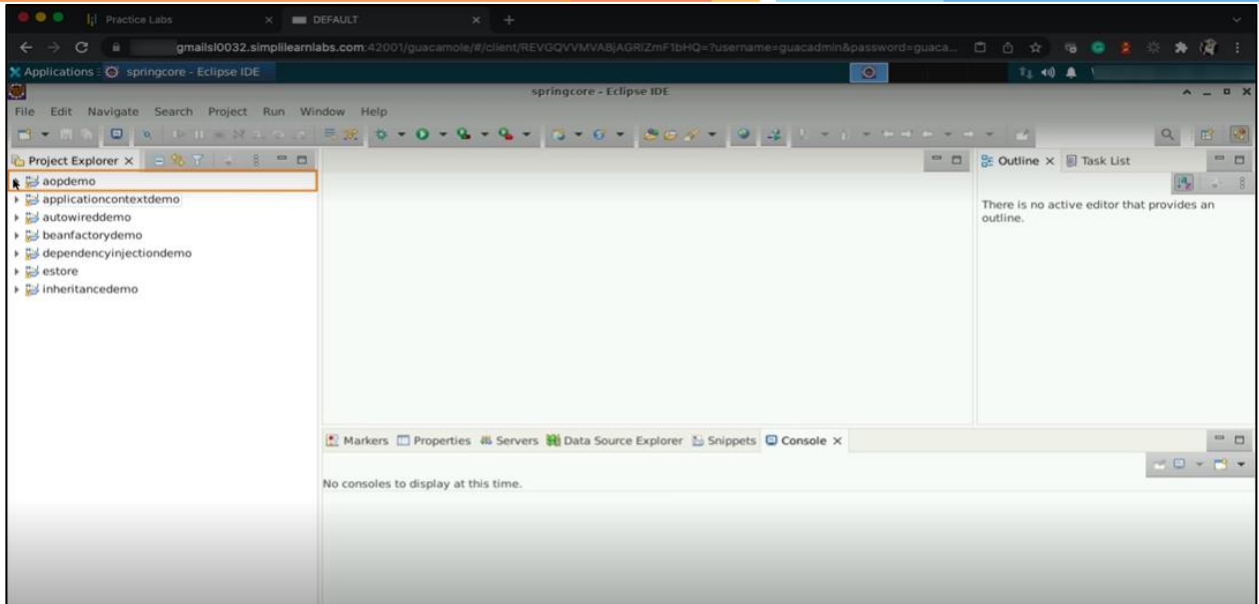 Practice Labs
DEFAULT
gmailsl0032.simplilearnlabs.com:42001/guacamole/#/client/REVGQVVMVABjAGRlZmF1bHQ=?username=guacadmin&password=guaca...
Applications
springcore - Eclipse IDE
springcore - Eclipse IDE
File Edit Navigate Search Project Run Window Help
Project Explorer
aopdemo
applicationcontextdemo
autowireddemo
beanfactorydemo
dependencyinjectiondemo
estore
inheritancedemo
Outline Task List
There is no active editor that provides an
outline.
Markers Properties Servers Data Source Explorer Snippets Console
No consoles to display at this time.